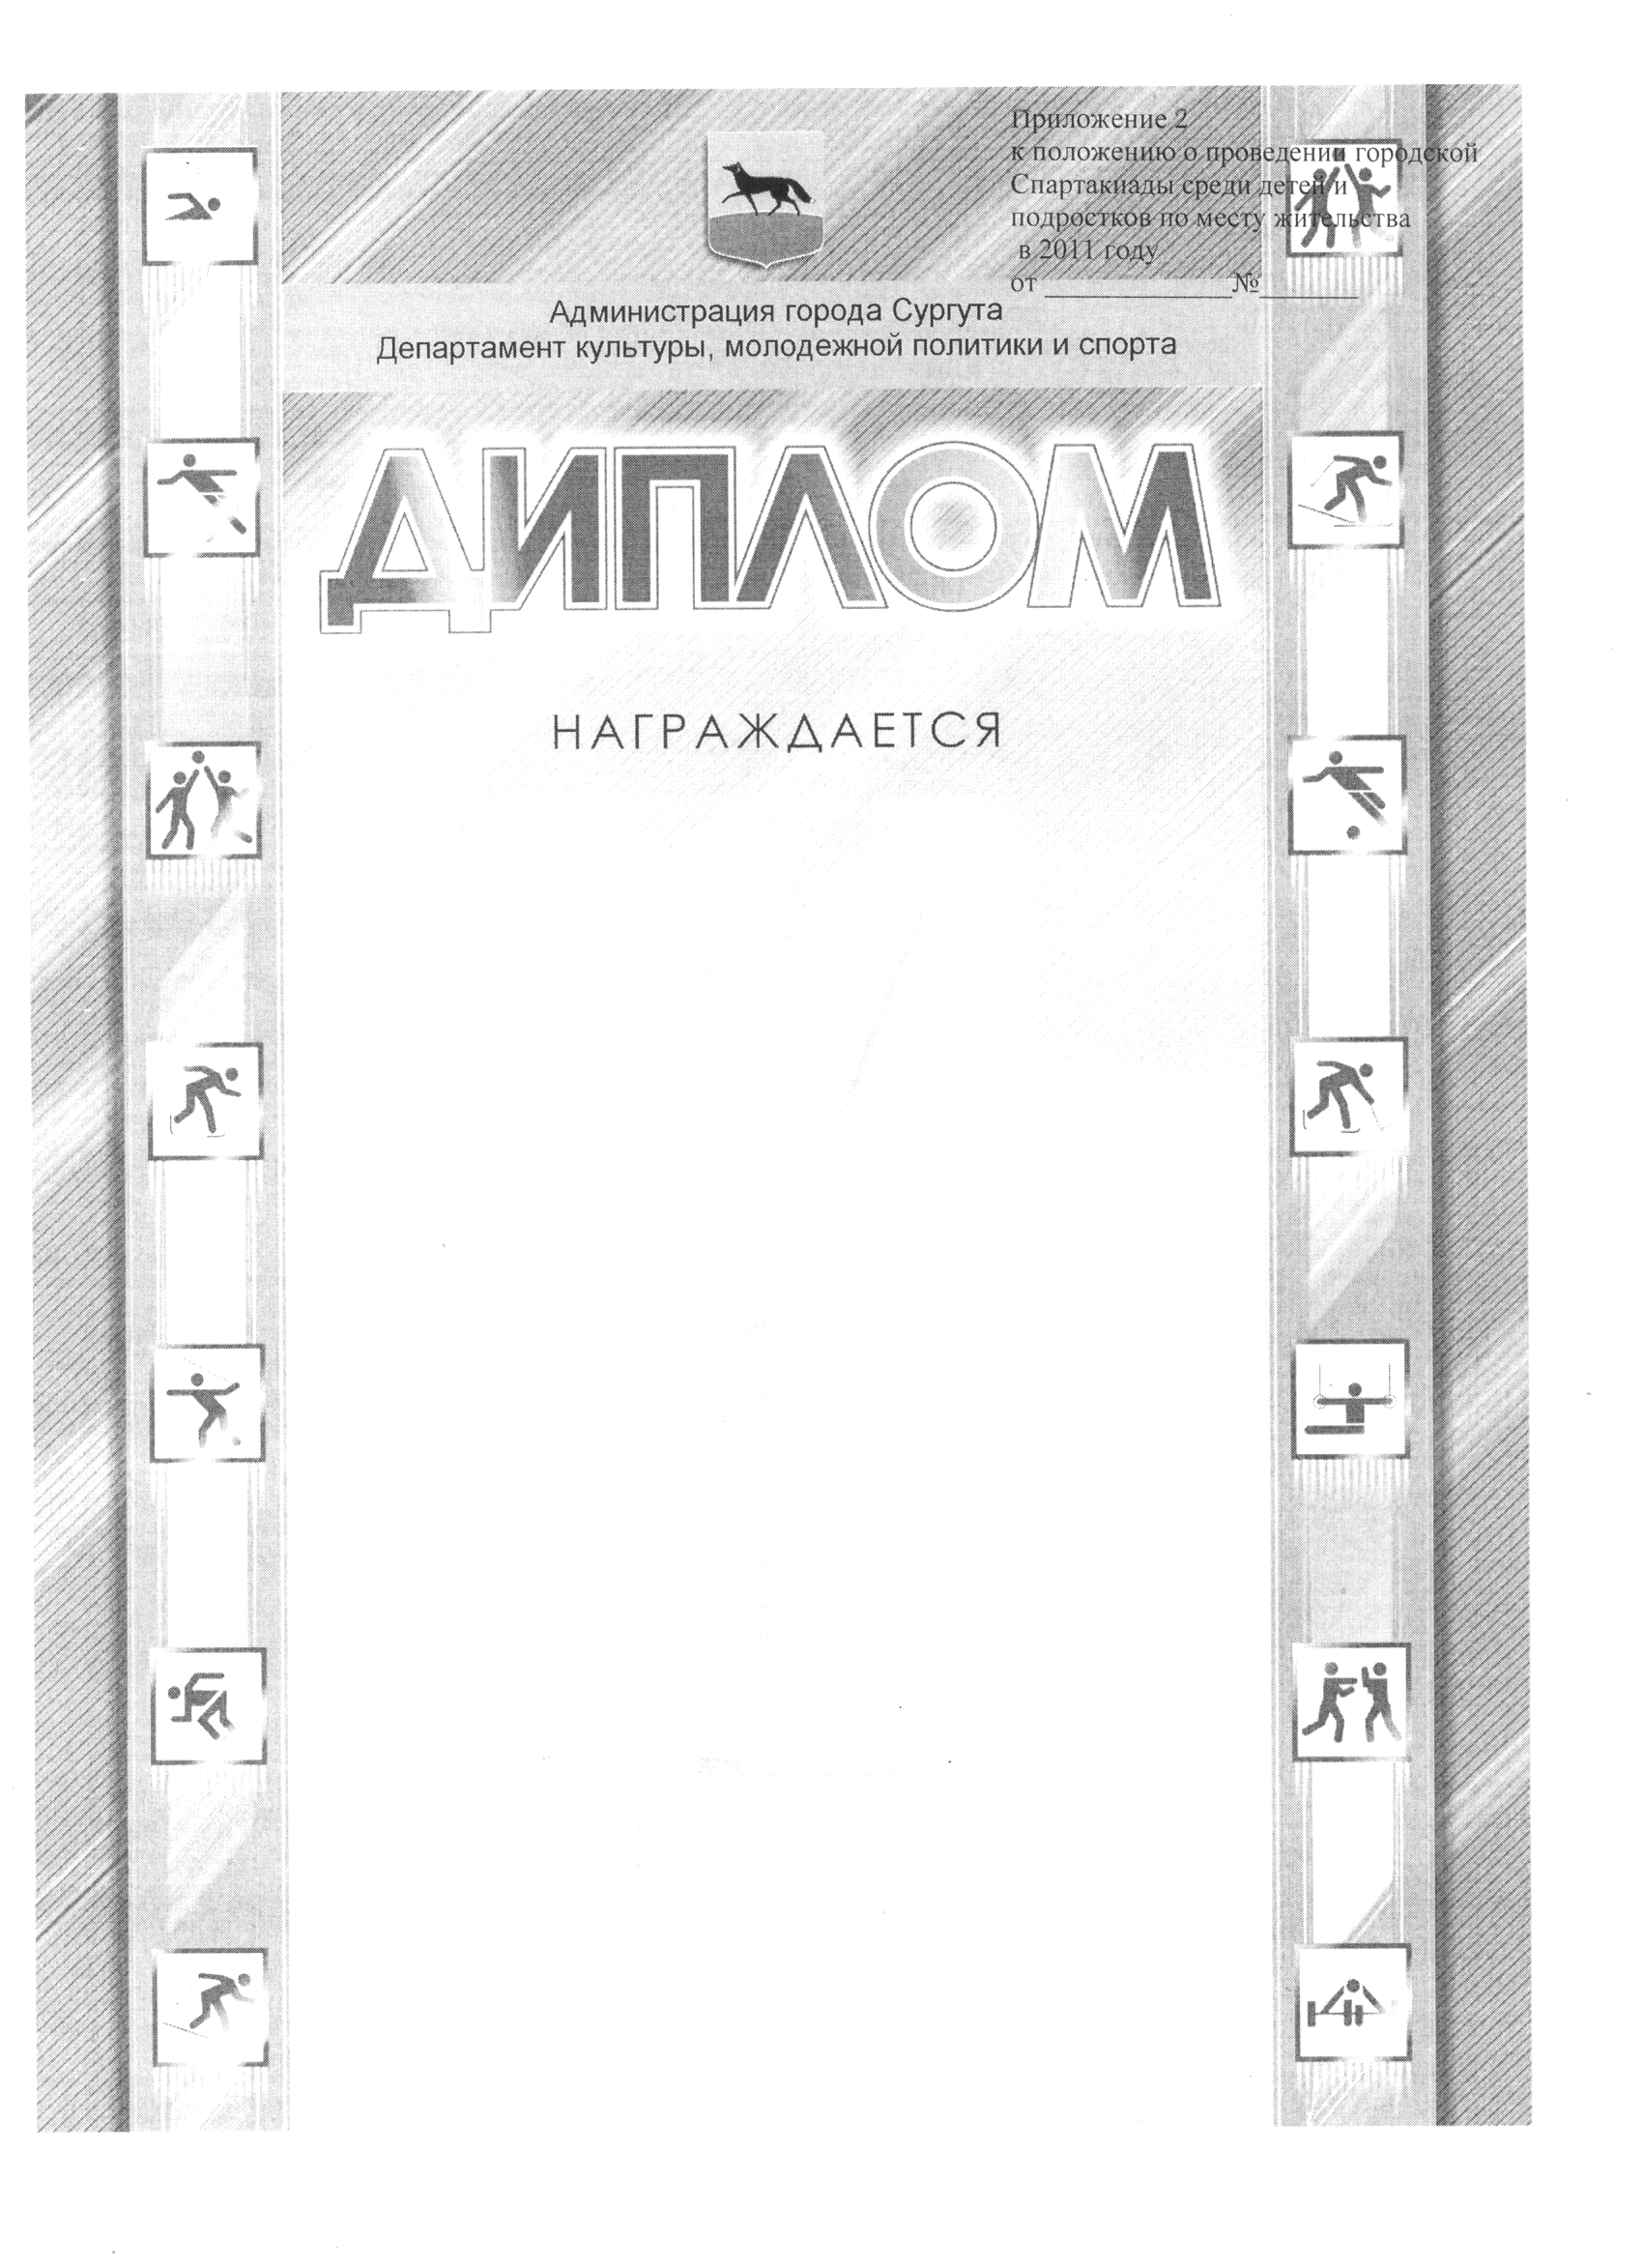 Приложение 2
к положению о проведении городской
Спартакиады среди детей и
подростков по месту жительства
в 2011 году
от ______________№_______
Администрация города Сургута
Департамент культуры, молодежной политики и спорта
ДИПЛОМ
НАГРАЖДАЕТСЯ